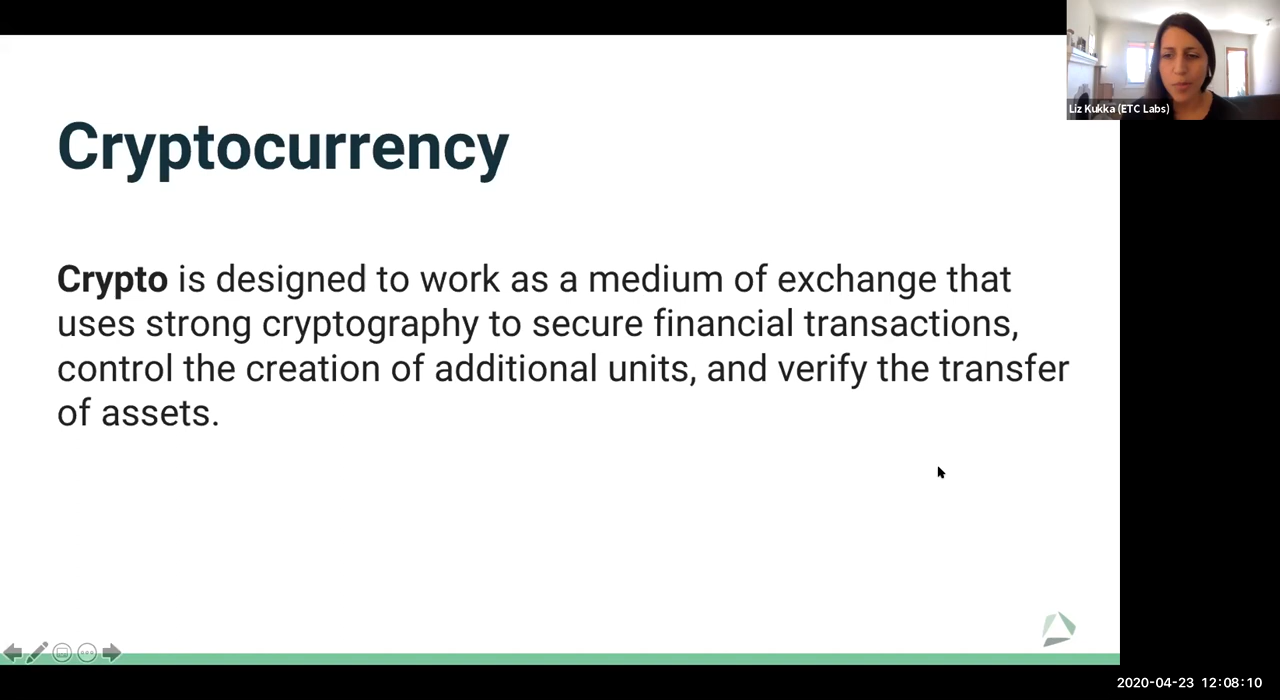 Liz Kukka (ETC Labs)
Cryptocurrency
Crypto is designed to work as a medium of exchange that
uses strong cryptography to secure financial transactions,
control the creation of additional units, and verify the transfer
of assets.
2020-04-23 12:08:10